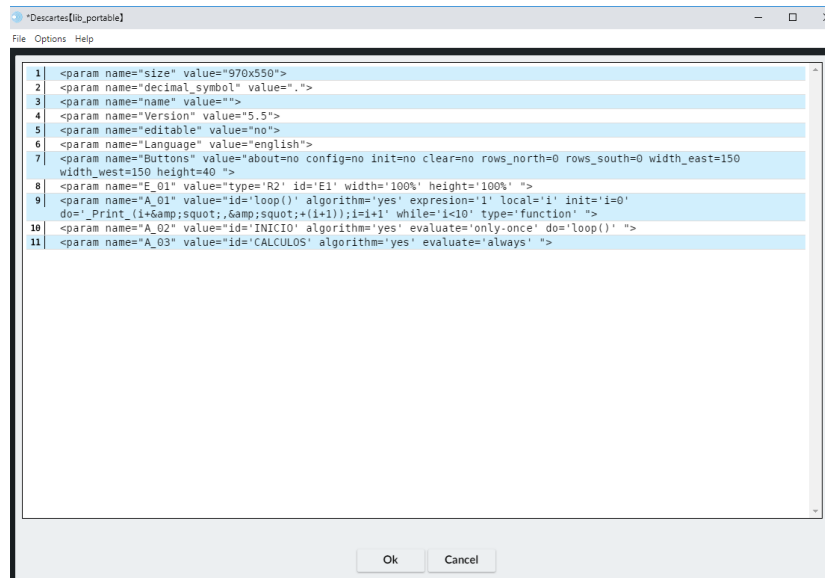 *Descartes【lib_portable】
File Options Help
1 <param name="size" value="970x550">
2 <param name="decimal_symbol" value=".">
3 <param name="name" value="">
4 <param name="Version" value="5.5">
5 <param name="editable" value="no">
6 <param name="Language" value="english">
7 <param name="Buttons" value="about=no config=no init=no clear=no rows_north=0 rows_south=0 width_east=150
width_west=150 height=40 ">
8 <param name="E_01" value="type='R2' id='E1' width='100%' height='100%' ">
9 <param name="A_01" value="id='loop()' algorithm='yes' expresion='1' local='i' init='i=0'
do='_Print_(i+&amp;squot;,&amp;squot;+(i+1));i=i+1' while='i<10' type='function' ">
10 <param name="A_02" value="id='INICIO' algorithm='yes' evaluate='only-once' do='loop()' ">
11 <param name="A_03" value="id='CALCULOS' algorithm='yes' evaluate='always' ">
Ok Cancel